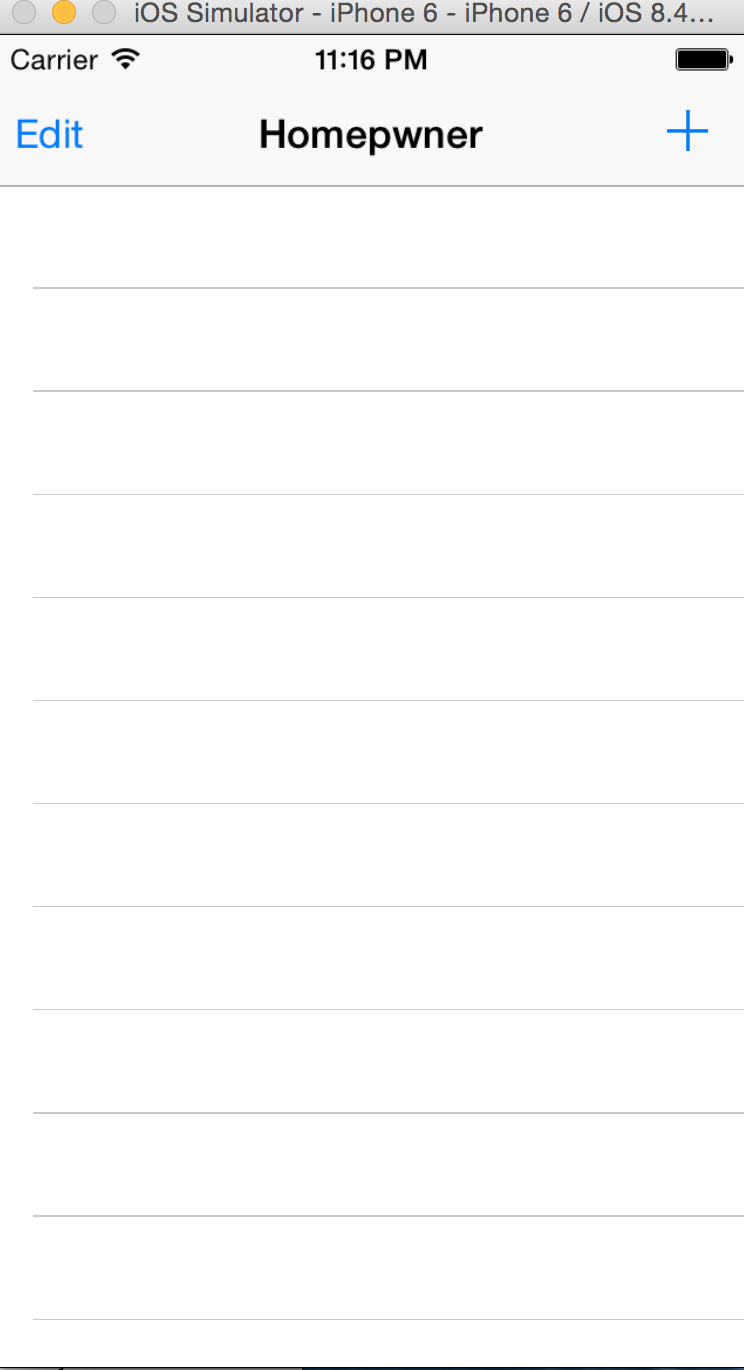 iOS Simulator - iPhone 6 - iPhone 6 / iOS 8.4...
Carrier 11:16 PM
Edit Homepwner +